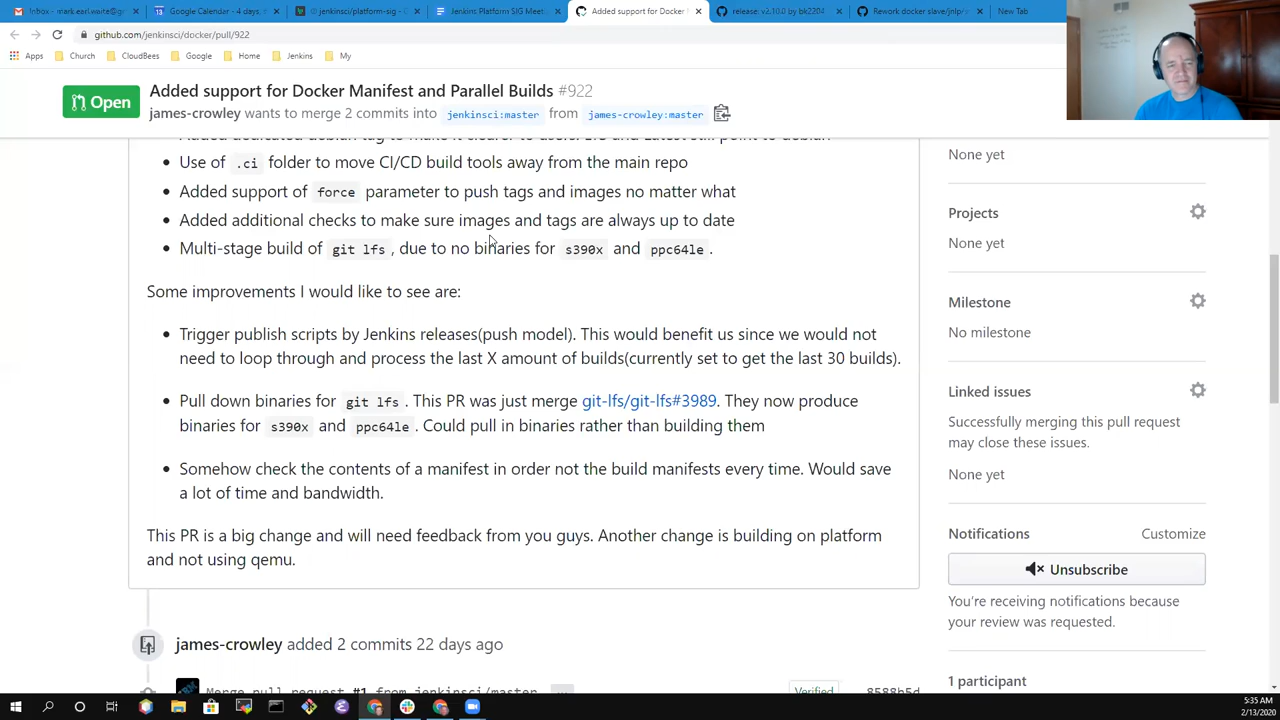 Inbox - mark.earl.waite@g
Google Calendar - 4 days, s
@ jenkinsci/platform-sig - C
Jenkins Platform SIG Meet
Added support for Docker
release: v2.10.0 by bk2204
Rework docker slave/jnlp/v
New Tab
github.com/jenkinsci/docker/pull/922
Apps
Church
CloudBees
Google
Home
Jenkins
My
Open
Added support for Docker Manifest and Parallel Builds #922
james-crowley wants to merge 2 commits into jenkinsci:master from james-crowley:master
Use of .ci folder to move CI/CD build tools away from the main repo
Added support of force parameter to push tags and images no matter what
Added additional checks to make sure images and tags are always up to date
Multi-stage build of git lfs , due to no binaries for s390x and ppc64le .
Some improvements I would like to see are:
Trigger publish scripts by Jenkins releases(push model). This would benefit us since we would not
need to loop through and process the last X amount of builds(currently set to get the last 30 builds).
Pull down binaries for git lfs . This PR was just merge git-lfs/git-lfs#3989. They now produce
binaries for s390x and ppc64le . Could pull in binaries rather than building them
Somehow check the contents of a manifest in order not the build manifests every time. Would save
a lot of time and bandwidth.
This PR is a big change and will need feedback from you guys. Another change is building on platform
and not using qemu.
james-crowley added 2 commits 22 days ago
Merge pull request #1 from jenkinsci/master
Verified
8588b5d
None yet
Projects
None yet
Milestone
No milestone
Linked issues
Successfully merging this pull request
may close these issues.
None yet
Notifications
Customize
Unsubscribe
You're receiving notifications because
your review was requested.
1 participant
5:35 AM
2/13/2020